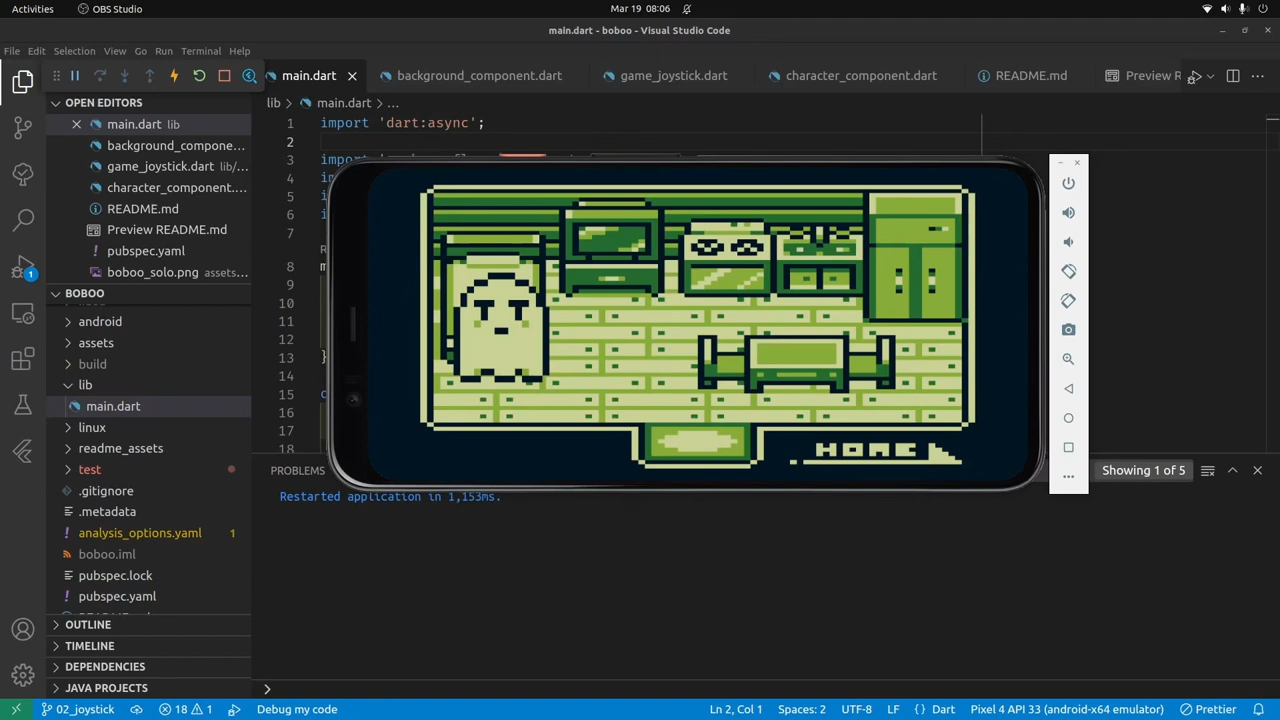 Activities
OBS Studio
Mar 19 08:06
main.dart - boboo - Visual Studio Code
File Edit Selection View Go Run Terminal Help
main.dart
background_component.dart
game_joystick.dart
character_component.dart
README.md
Preview R
OPEN EDITORS
main.dart lib
background_compone...
game_joystick.dart lib/...
character_component....
README.md
Preview README.md
pubspec.yaml
boboo_solo.png assets...
BOBOO
android
assets
build
lib
main.dart
linux
readme_assets
test
.gitignore
.metadata
analysis_options.yaml 1
boboo.iml
pubspec.lock
pubspec.yaml
OUTLINE
TIMELINE
DEPENDENCIES
JAVA PROJECTS
1
lib > main.dart > ...
1 import 'dart:async';
2
3 import
4
5
6
7
8
9
10
11
12
13 }
14
15
16
17
18
HOME
PROBLEMS
Showing 1 of 5
Restarted application in 1,153ms.
02_joystick
18 1
Debug my code
Ln 2, Col 1
Spaces: 2
UTF-8
LF
{ } Dart
Pixel 4 API 33 (android-x64 emulator)
Prettier